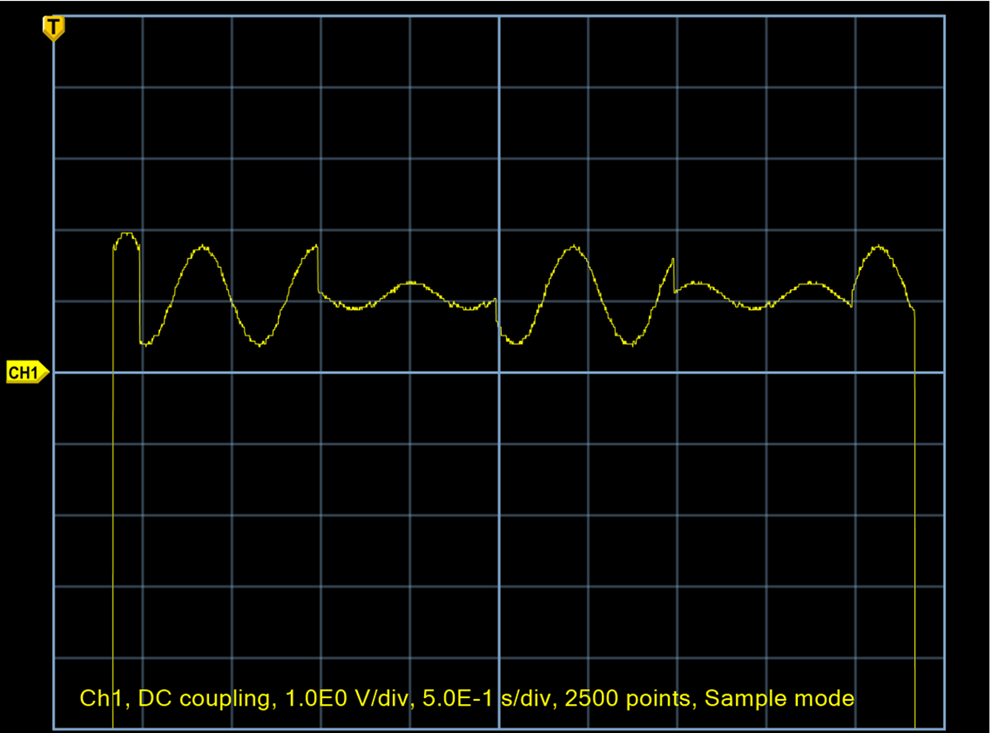 T
CH1
Ch1, DC coupling, 1.0E0 V/div, 5.0E-1 s/div, 2500 points, Sample mode